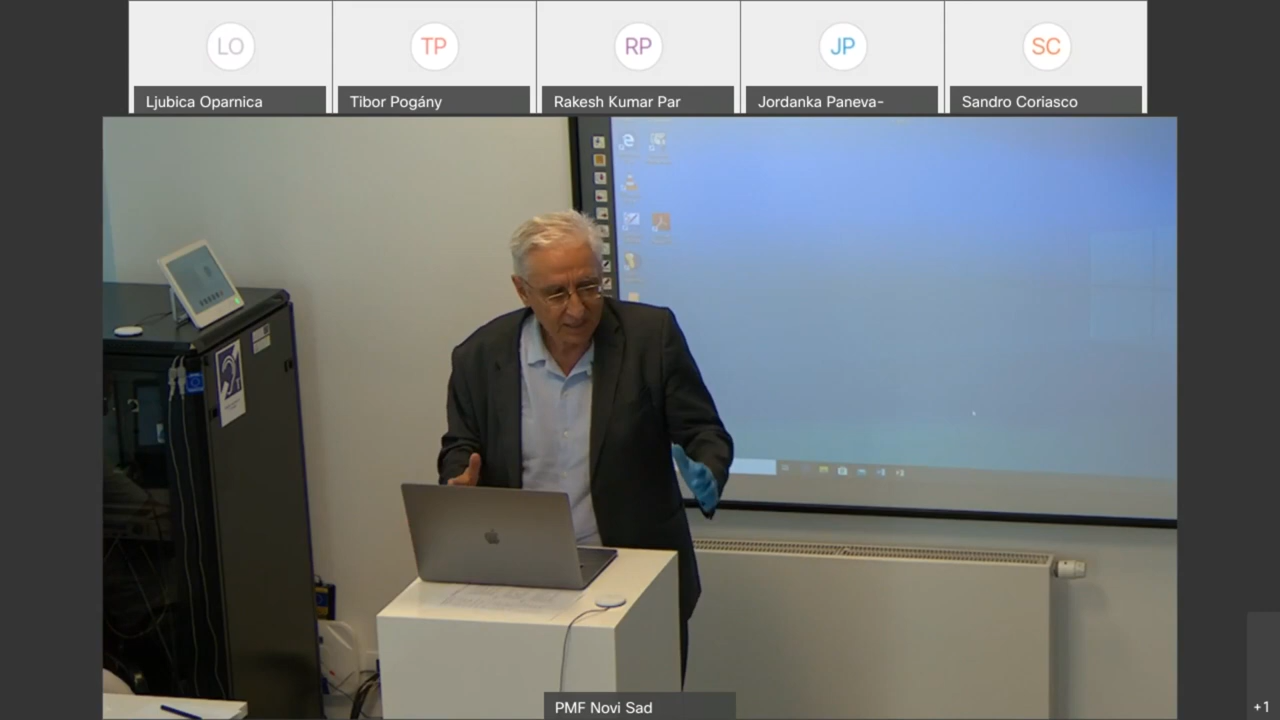 LO
TP
RP
JP
SC
Ljubica Oparnica
Tibor Pogány
Rakesh Kumar Par
Jordanka Paneva-
Sandro Coriasco
PMF Novi Sad
+1